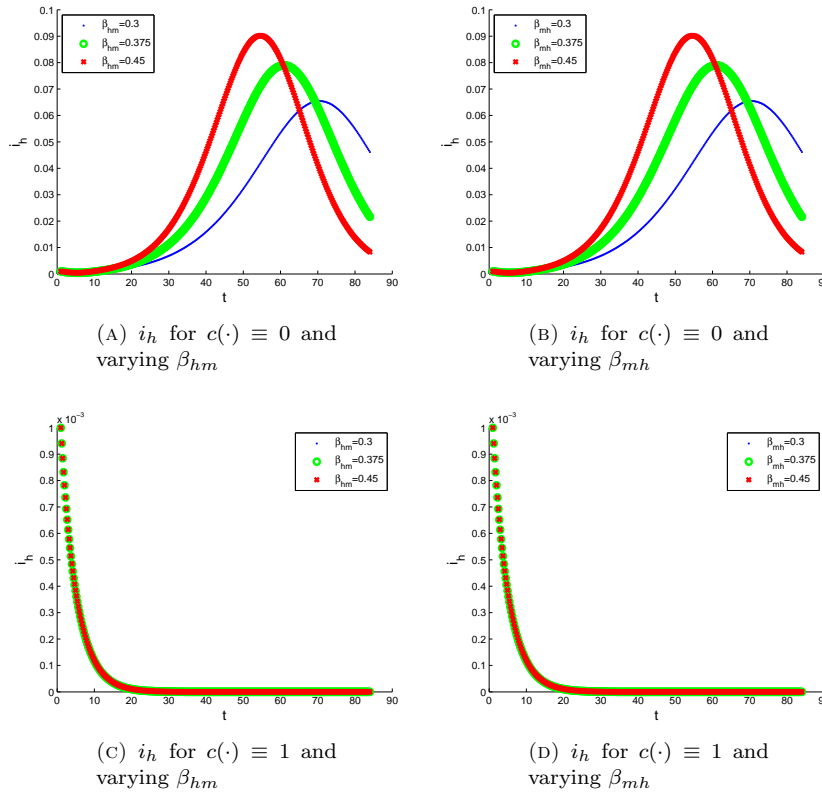 β_hm=0.3
β_hm=0.375
β_hm=0.45
0.1
0.09
0.08
0.07
0.06
0.05
0.04
0.03
0.02
0.01
0
i_h
0 10 20 30 40 50 60 70 80 90
t
(A) i_h for c(·) ≡ 0 and
varying β_hm
β_mh=0.3
β_mh=0.375
β_mh=0.45
0.1
0.09
0.08
0.07
0.06
0.05
0.04
0.03
0.02
0.01
0
i_h
0 10 20 30 40 50 60 70 80
t
(B) i_h for c(·) ≡ 0 and
varying β_mh
x 10⁻³
β_hm=0.3
β_hm=0.375
β_hm=0.45
1
0.9
0.8
0.7
0.6
0.5
0.4
0.3
0.2
0.1
0
i_h
0 10 20 30 40 50 60 70 80 90
t
(C) i_h for c(·) ≡ 1 and
varying β_hm
x 10⁻³
β_mh=0.3
β_mh=0.375
β_mh=0.45
1
0.9
0.8
0.7
0.6
0.5
0.4
0.3
0.2
0.1
0
i_h
0 10 20 30 40 50 60 70 80
t
(D) i_h for c(·) ≡ 1 and
varying β_mh